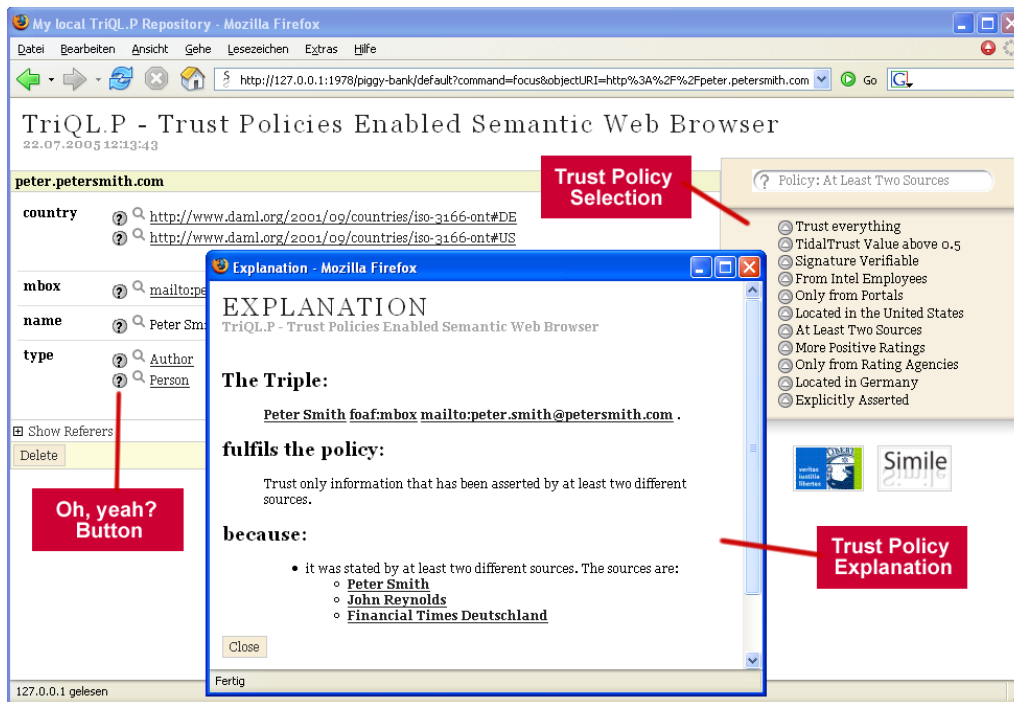 My local TriQL.P Repository - Mozilla Firefox
Datei Bearbeiten Ansicht Gehe Lesezeichen Extras Hilfe
http://127.0.0.1:1978/piggy-bank/default?command=focus&objectURI=http%3A%2F%2Fpeter.petersmith.com Go G
TriQL.P - Trust Policies Enabled Semantic Web Browser
22.07.2005 12:13:43
peter.petersmith.com
country
? http://www.daml.org/2001/09/countries/iso-3166-ont#DE
? http://www.daml.org/2001/09/countries/iso-3166-ont#US
mbox ? mailto:pe
name ? Peter Smi
type ? Author
? Person
Show Referers
Delete
Oh, yeah?
Button
Trust Policy
Selection
? Policy: At Least Two Sources
Trust everything
TidalTrust Value above 0.5
Signature Verifiable
From Intel Employees
Only from Portals
Located in the United States
At Least Two Sources
More Positive Ratings
Only from Rating Agencies
Located in Germany
Explicitly Asserted
veritas
iustitia
libertas
Simile
Explanation - Mozilla Firefox
EXPLANATION
TriQL.P - Trust Policies Enabled Semantic Web Browser
The Triple:
Peter Smith foaf:mbox mailto:peter.smith@petersmith.com .
fulfils the policy:
Trust only information that has been asserted by at least two different
sources.
because:
it was stated by at least two different sources. The sources are:
Peter Smith
John Reynolds
Financial Times Deutschland
Close
Fertig
Trust Policy
Explanation
127.0.0.1 gelesen